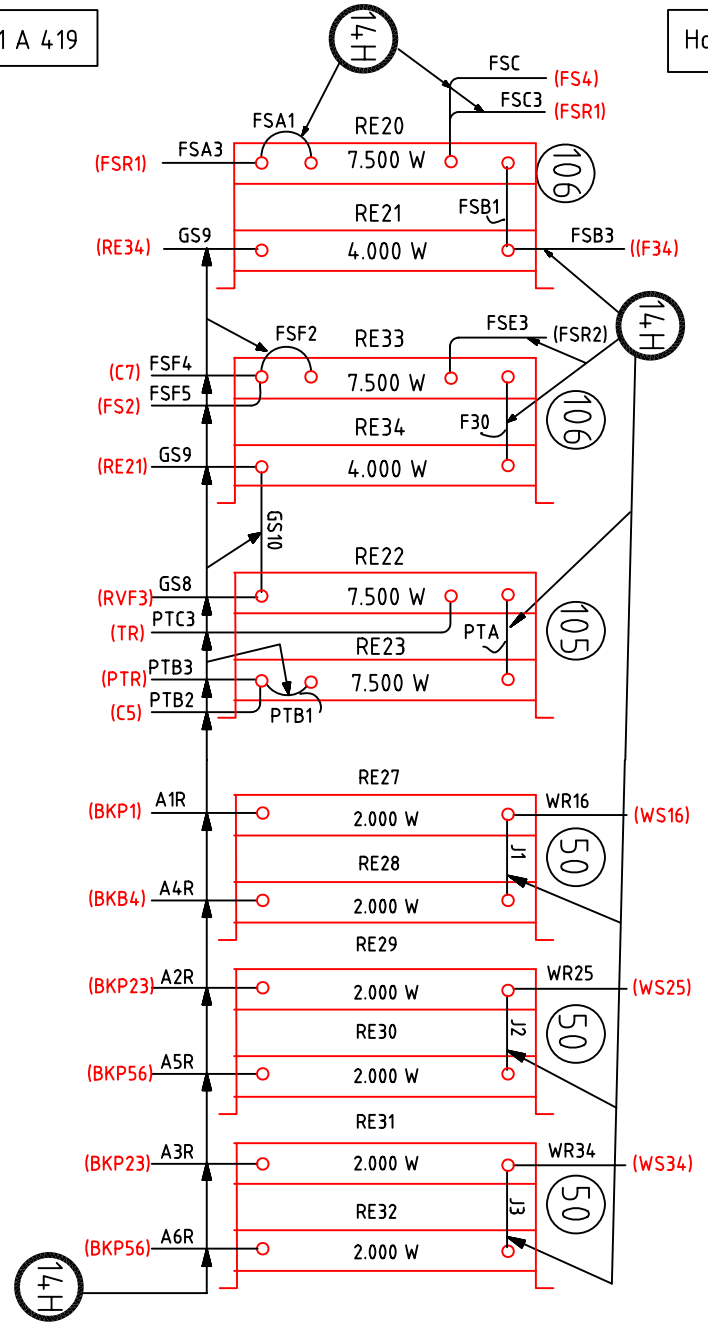 1 A 419
14H
Ho
FSC
(FS4)
FSC3
(FSR1)
FSA1
RE20
(FSR1)
FSA3
7.500 W
106
RE21
FSB1
(RE34)
GS9
4.000 W
FSB3
((F34)
14H
FSF2
RE33
FSE3
(FSR2)
(C7)
FSF4
7.500 W
(FS2)
FSF5
RE34
F30
106
(RE21)
GS9
4.000 W
GS10
RE22
(RVF3)
GS8
7.500 W
(TR)
PTC3
PTA
105
RE23
(PTR)
PTB3
7.500 W
(C5)
PTB2
PTB1
RE27
(BKP1)
A1R
2.000 W
WR16
(WS16)
RE28
J1
50
(BKB4)
A4R
2.000 W
RE29
(BKP23)
A2R
2.000 W
WR25
(WS25)
RE30
J2
50
(BKP56)
A5R
2.000 W
RE31
(BKP23)
A3R
2.000 W
WR34
(WS34)
RE32
J3
50
(BKP56)
A6R
2.000 W
14H